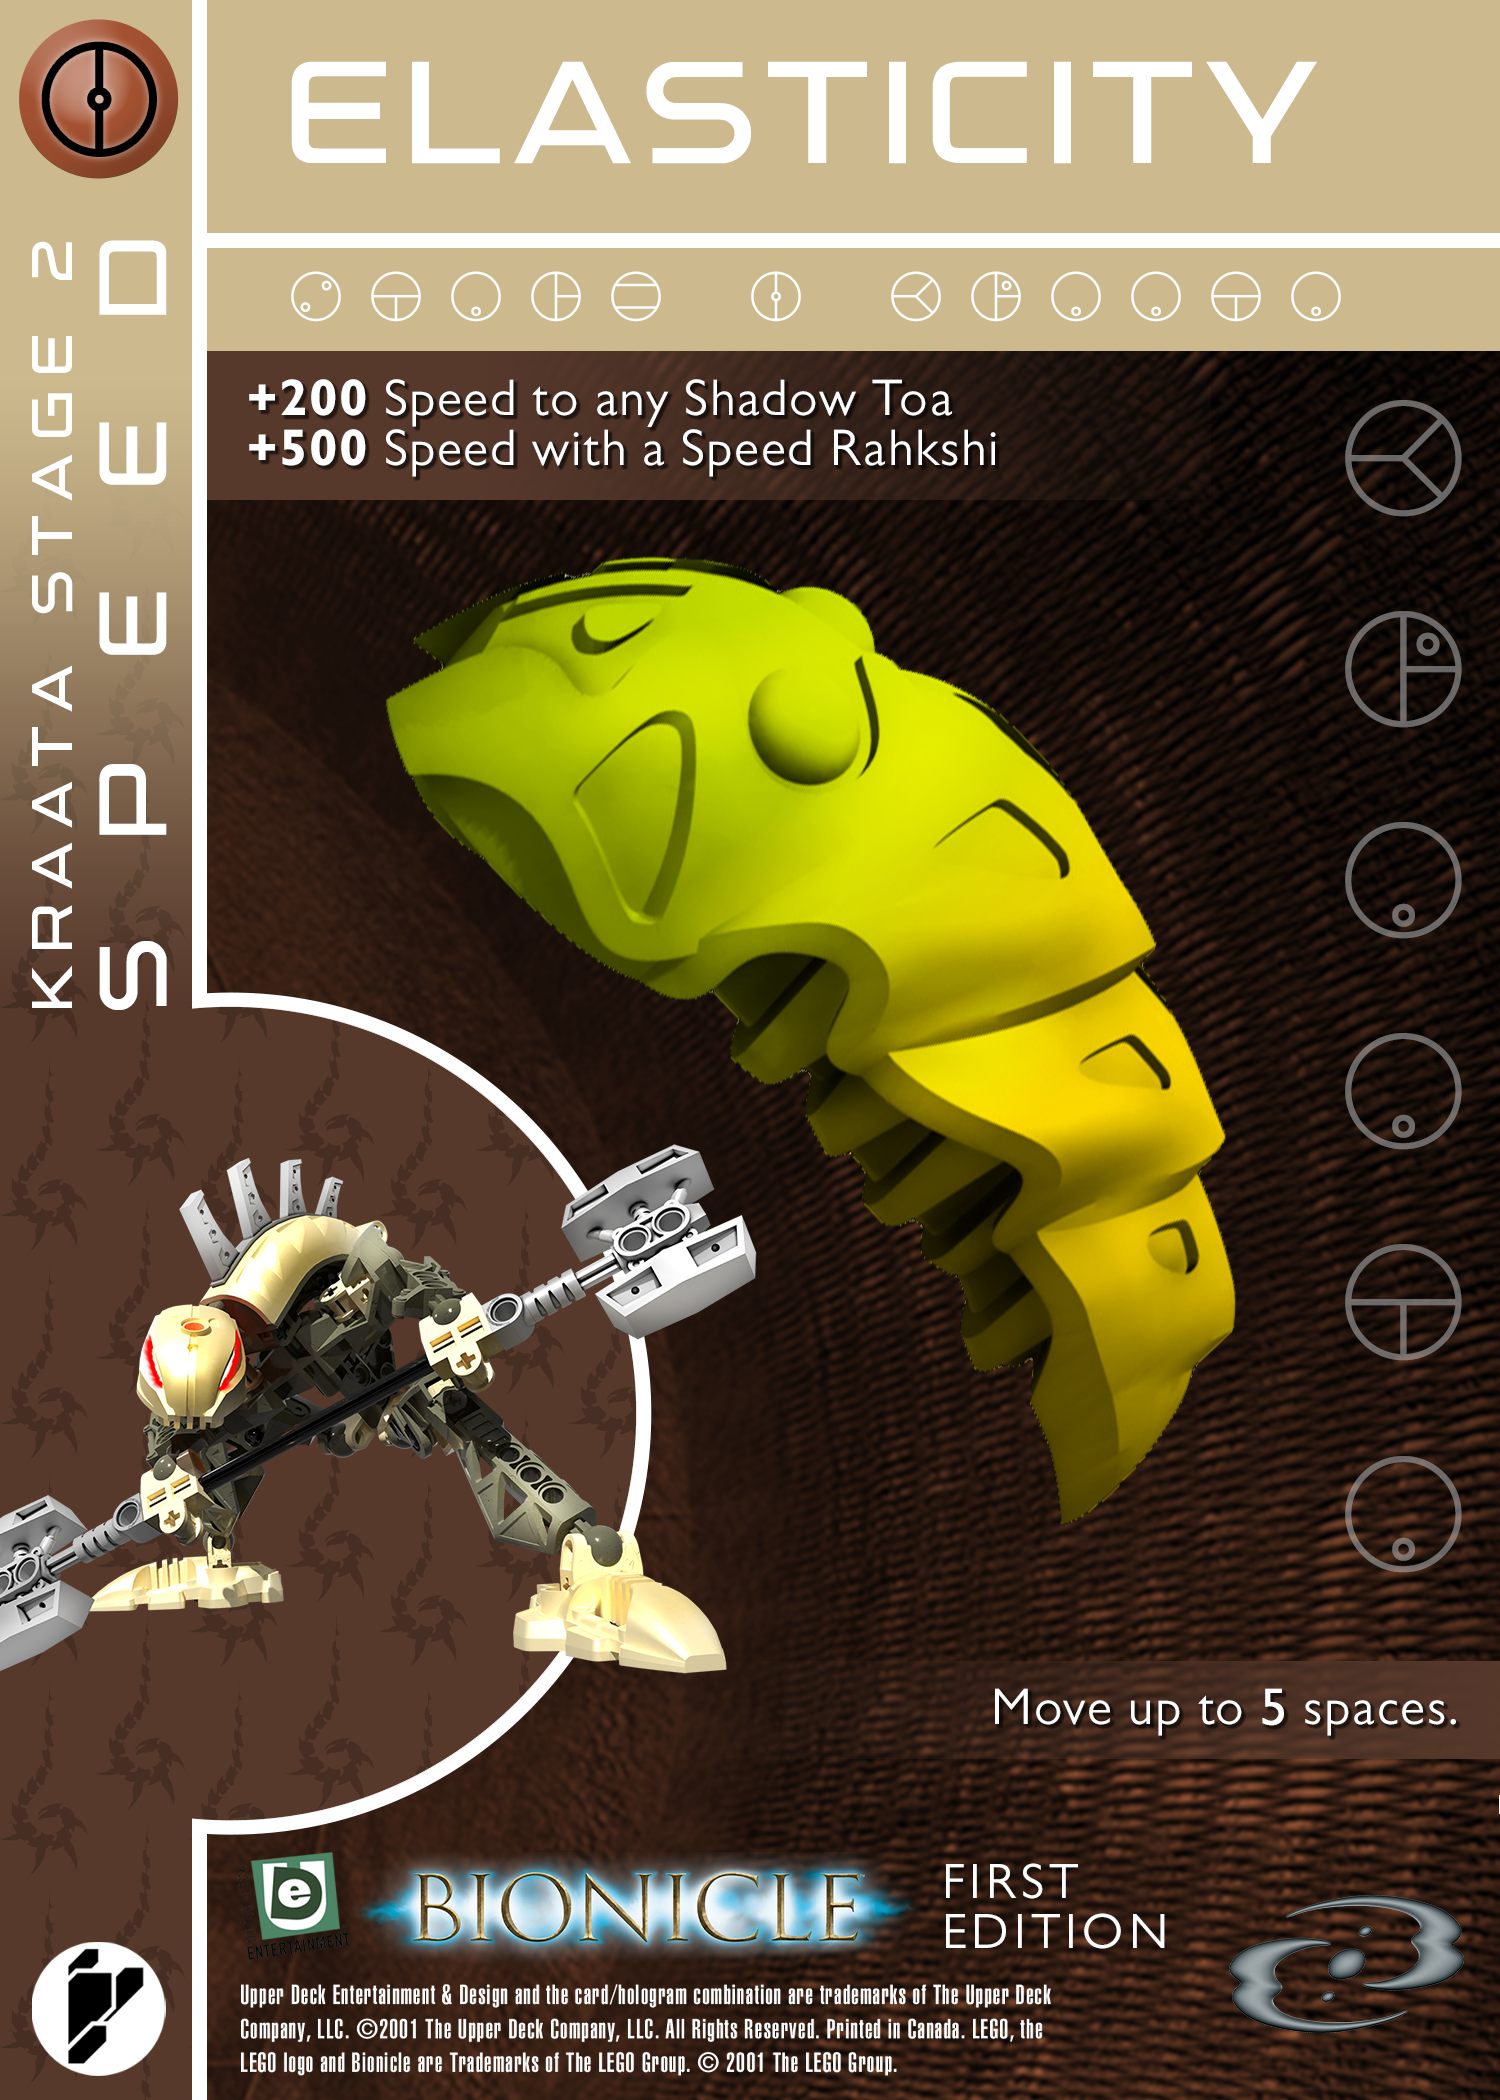 ELASTICITY
KRAATA STAGE 2
SPEED
+200 Speed to any Shadow Toa
+500 Speed with a Speed Rahkshi
Move up to 5 spaces.
de
ENTERTAINMENT
BIONICLE
FIRST
EDITION
Upper Deck Entertainment & Design and the card/hologram combination are trademarks of The Upper Deck
Company, LLC. ©2001 The Upper Deck Company, LLC. All Rights Reserved. Printed in Canada. LEGO, the
LEGO logo and Bionicle are Trademarks of The LEGO Group. © 2001 The LEGO Group.